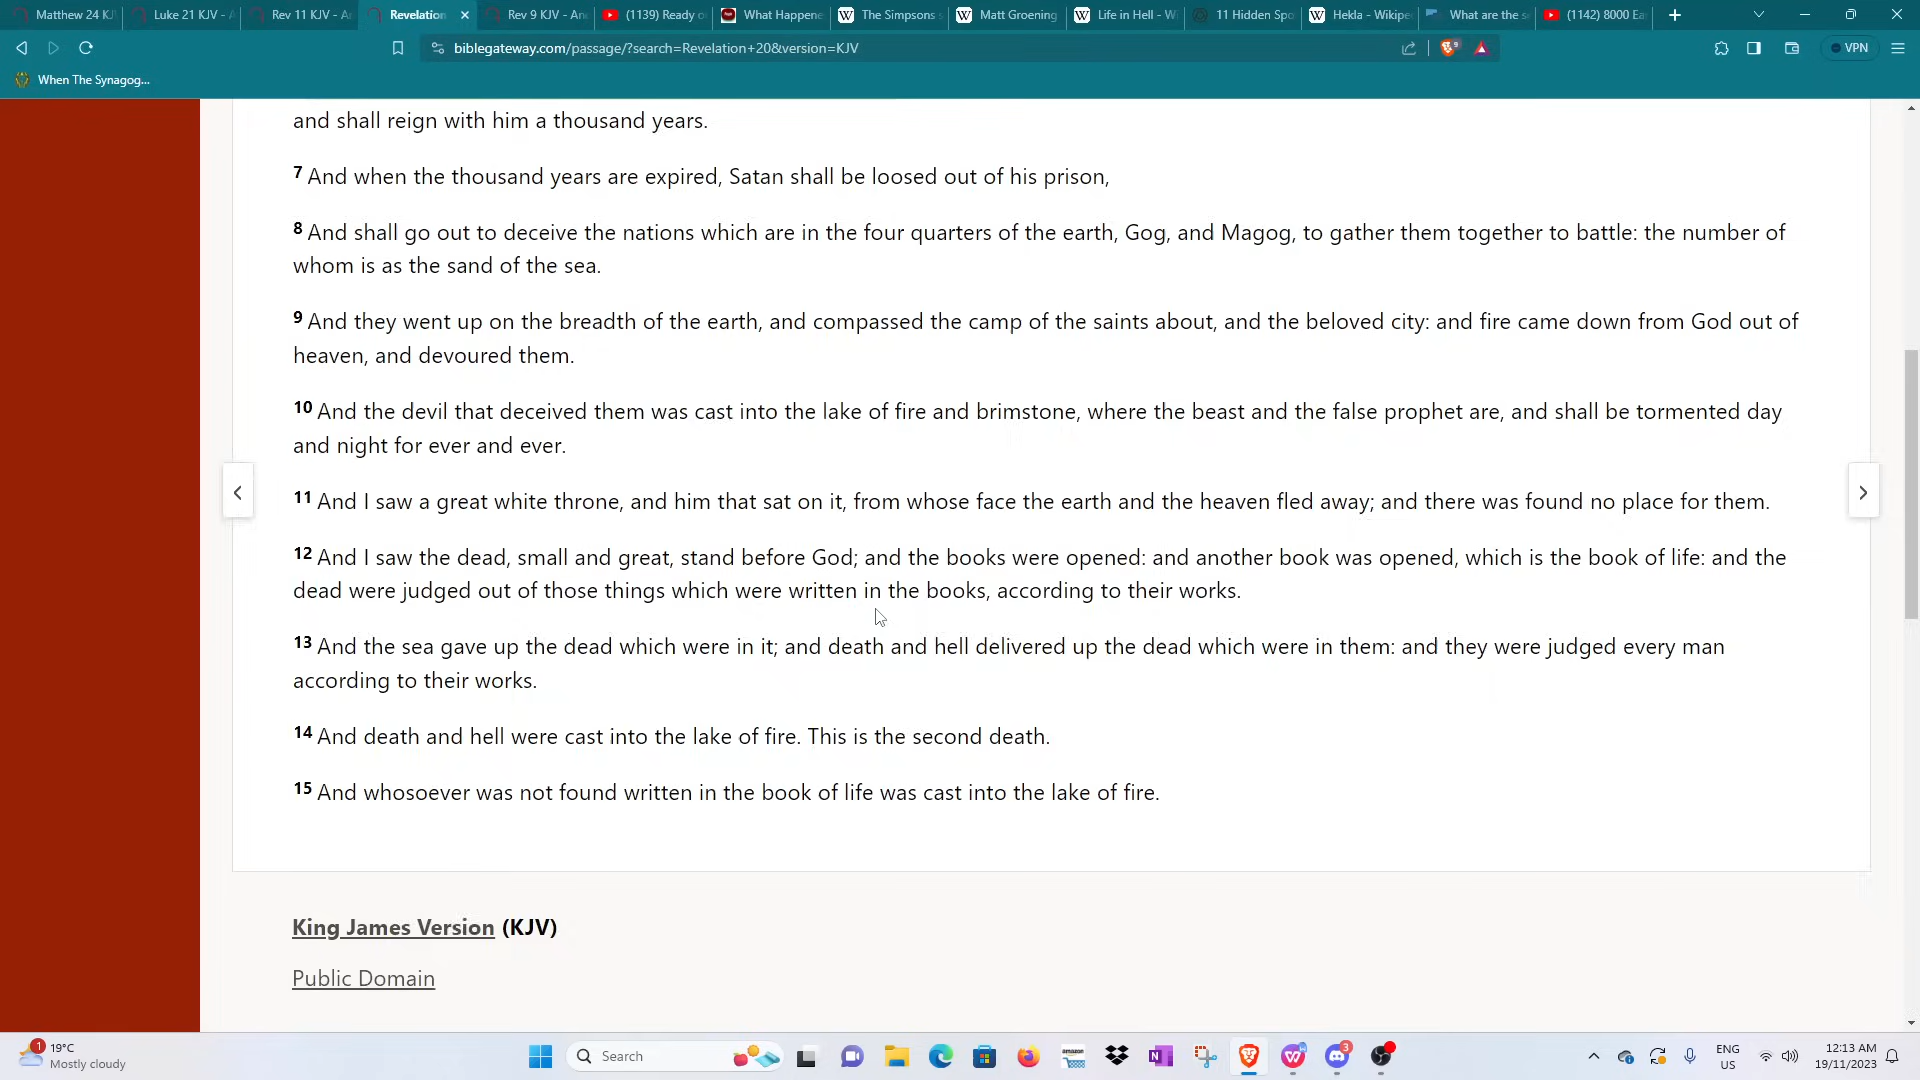 Matthew 24 KJ
Luke 21 KJV - A
Rev 11 KJV - A
Revelation
Rev 9 KJV - An
(1139) Ready o
What Happene
The Simpsons
Matt Groening
Life in Hell - Wi
11 Hidden Spo
Hekla - Wikipe
What are the s
(1142) 8000 Ea
biblegateway.com/passage/?search=Revelation+20&version=KJV
VPN
When The Synagog...
and shall reign with him a thousand years.
7 And when the thousand years are expired, Satan shall be loosed out of his prison,
8 And shall go out to deceive the nations which are in the four quarters of the earth, Gog, and Magog, to gather them together to battle: the number of
whom is as the sand of the sea.
9 And they went up on the breadth of the earth, and compassed the camp of the saints about, and the beloved city: and fire came down from God out of
heaven, and devoured them.
10 And the devil that deceived them was cast into the lake of fire and brimstone, where the beast and the false prophet are, and shall be tormented day
and night for ever and ever.
11 And I saw a great white throne, and him that sat on it, from whose face the earth and the heaven fled away; and there was found no place for them.
12 And I saw the dead, small and great, stand before God; and the books were opened: and another book was opened, which is the book of life: and the
dead were judged out of those things which were written in the books, according to their works.
13 And the sea gave up the dead which were in it; and death and hell delivered up the dead which were in them: and they were judged every man
according to their works.
14 And death and hell were cast into the lake of fire. This is the second death.
15 And whosoever was not found written in the book of life was cast into the lake of fire.
King James Version (KJV)
Public Domain
1
19°C
Mostly cloudy
Search
amazon
3
ENG
US
12:13 AM
19/11/2023